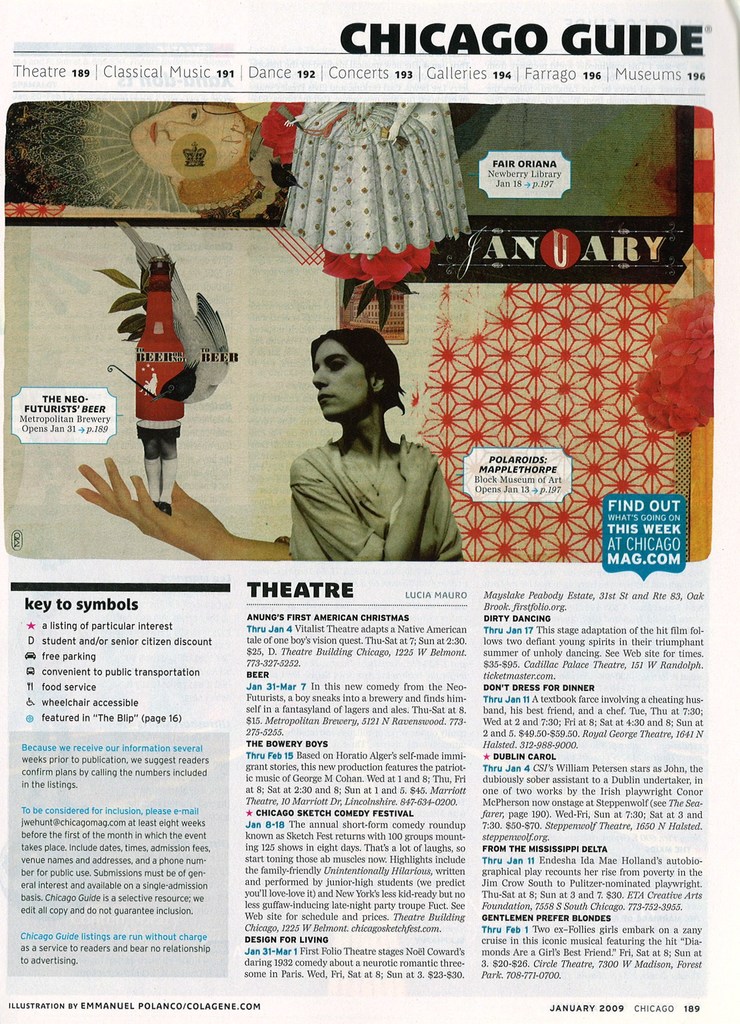 CHICAGO GUIDE®
Theatre 189 | Classical Music 191 | Dance 192 | Concerts 193 | Galleries 194 | Farrago 196 | Museums 196
FAIR ORIANA
Newberry Library
Jan 18 → p.197
JANUARY
TO
BEER OR NOT TO BEER
THE NEO-
FUTURISTS' BEER
Metropolitan Brewery
Opens Jan 31 → p.189
POLAROIDS:
MAPPLETHORPE
Block Museum of Art
Opens Jan 13 → p.197
FIND OUT
WHAT'S GOING ON
THIS WEEK
AT CHICAGO
MAG.COM
key to symbols
★ a listing of particular interest
D student and/or senior citizen discount
free parking
convenient to public transportation
food service
wheelchair accessible
featured in "The Blip" (page 16)
Because we receive our information several
weeks prior to publication, we suggest readers
confirm plans by calling the numbers included
in the listings.
To be considered for inclusion, please e-mail
jwehunt@chicagomag.com at least eight weeks
before the first of the month in which the event
takes place. Include dates, times, admission fees,
venue names and addresses, and a phone num-
ber for public use. Submissions must be of gen-
eral interest and available on a single-admission
basis. Chicago Guide is a selective resource; we
edit all copy and do not guarantee inclusion.
Chicago Guide listings are run without charge
as a service to readers and bear no relationship
to advertising.
THEATRE
LUCIA MAURO
ANUNG'S FIRST AMERICAN CHRISTMAS
Thru Jan 4 Vitalist Theatre adapts a Native American
tale of one boy's vision quest. Thu-Sat at 7; Sun at 2:30.
$25, D. Theatre Building Chicago, 1225 W Belmont.
773-327-5252.
BEER
Jan 31-Mar 7 In this new comedy from the Neo-
Futurists, a boy sneaks into a brewery and finds him-
self in a fantasyland of lagers and ales. Thu-Sat at 8.
$15. Metropolitan Brewery, 5121 N Ravenswood. 773-
275-5255.
THE BOWERY BOYS
Thru Feb 15 Based on Horatio Alger's self-made immi-
grant stories, this new production features the patriot-
ic music of George M Cohan. Wed at 1 and 8; Thu, Fri
at 8; Sat at 2:30 and 8; Sun at 1 and 5. $45. Marriott
Theatre, 10 Marriott Dr, Lincolnshire. 847-634-0200.
★ CHICAGO SKETCH COMEDY FESTIVAL
Jan 8-18 The annual short-form comedy roundup
known as Sketch Fest returns with 100 groups mount-
ing 125 shows in eight days. That's a lot of laughs, so
start toning those ab muscles now. Highlights include
the family-friendly Unintentionally Hilarious, written
and performed by junior-high students (we predict
you'll love-love it) and New York's less kid-ready but no
less guffaw-inducing late-night party troupe Fuct. See
Web site for schedule and prices. Theatre Building
Chicago, 1225 W Belmont. chicagosketchfest.com.
DESIGN FOR LIVING
Jan 31-Mar 1 First Folio Theatre stages Noël Coward's
daring 1932 comedy about a neurotic romantic three-
some in Paris. Wed, Fri, Sat at 8; Sun at 3. $23-$30.
Mayslake Peabody Estate, 31st St and Rte 83, Oak
Brook. firstfolio.org.
DIRTY DANCING
Thru Jan 17 This stage adaptation of the hit film fol-
lows two defiant young spirits in their triumphant
summer of unholy dancing. See Web site for times.
$35-$95. Cadillac Palace Theatre, 151 W Randolph.
ticketmaster.com.
DON'T DRESS FOR DINNER
Thru Jan 11 A textbook farce involving a cheating hus-
band, his best friend, and a chef. Tue, Thu at 7:30;
Wed at 2 and 7:30; Fri at 8; Sat at 4:30 and 8; Sun at
2 and 5. $49.50-$59.50. Royal George Theatre, 1641 N
Halsted. 312-988-9000.
★ DUBLIN CAROL
Thru Jan 4 CSI's William Petersen stars as John, the
dubiously sober assistant to a Dublin undertaker, in
one of two works by the Irish playwright Conor
McPherson now onstage at Steppenwolf (see The Sea-
farer, page 190). Wed-Fri, Sun at 7:30; Sat at 3 and
7:30. $50-$70. Steppenwolf Theatre, 1650 N Halsted.
steppenwolf.org.
FROM THE MISSISSIPPI DELTA
Thru Jan 11 Endesha Ida Mae Holland's autobio-
graphical play recounts her rise from poverty in the
Jim Crow South to Pulitzer-nominated playwright.
Thu-Sat at 8; Sun at 3 and 7. $30. ETA Creative Arts
Foundation, 7558 S South Chicago. 773-752-3955.
GENTLEMEN PREFER BLONDES
Thru Feb 1 Two ex-Follies girls embark on a zany
cruise in this iconic musical featuring the hit "Dia-
monds Are a Girl's Best Friend." Fri, Sat at 8; Sun at
3. $20-$26. Circle Theatre, 7300 W Madison, Forest
Park. 708-771-0700.
ILLUSTRATION BY EMMANUEL POLANCO/COLAGENE.COM
JANUARY 2009 CHICAGO 189